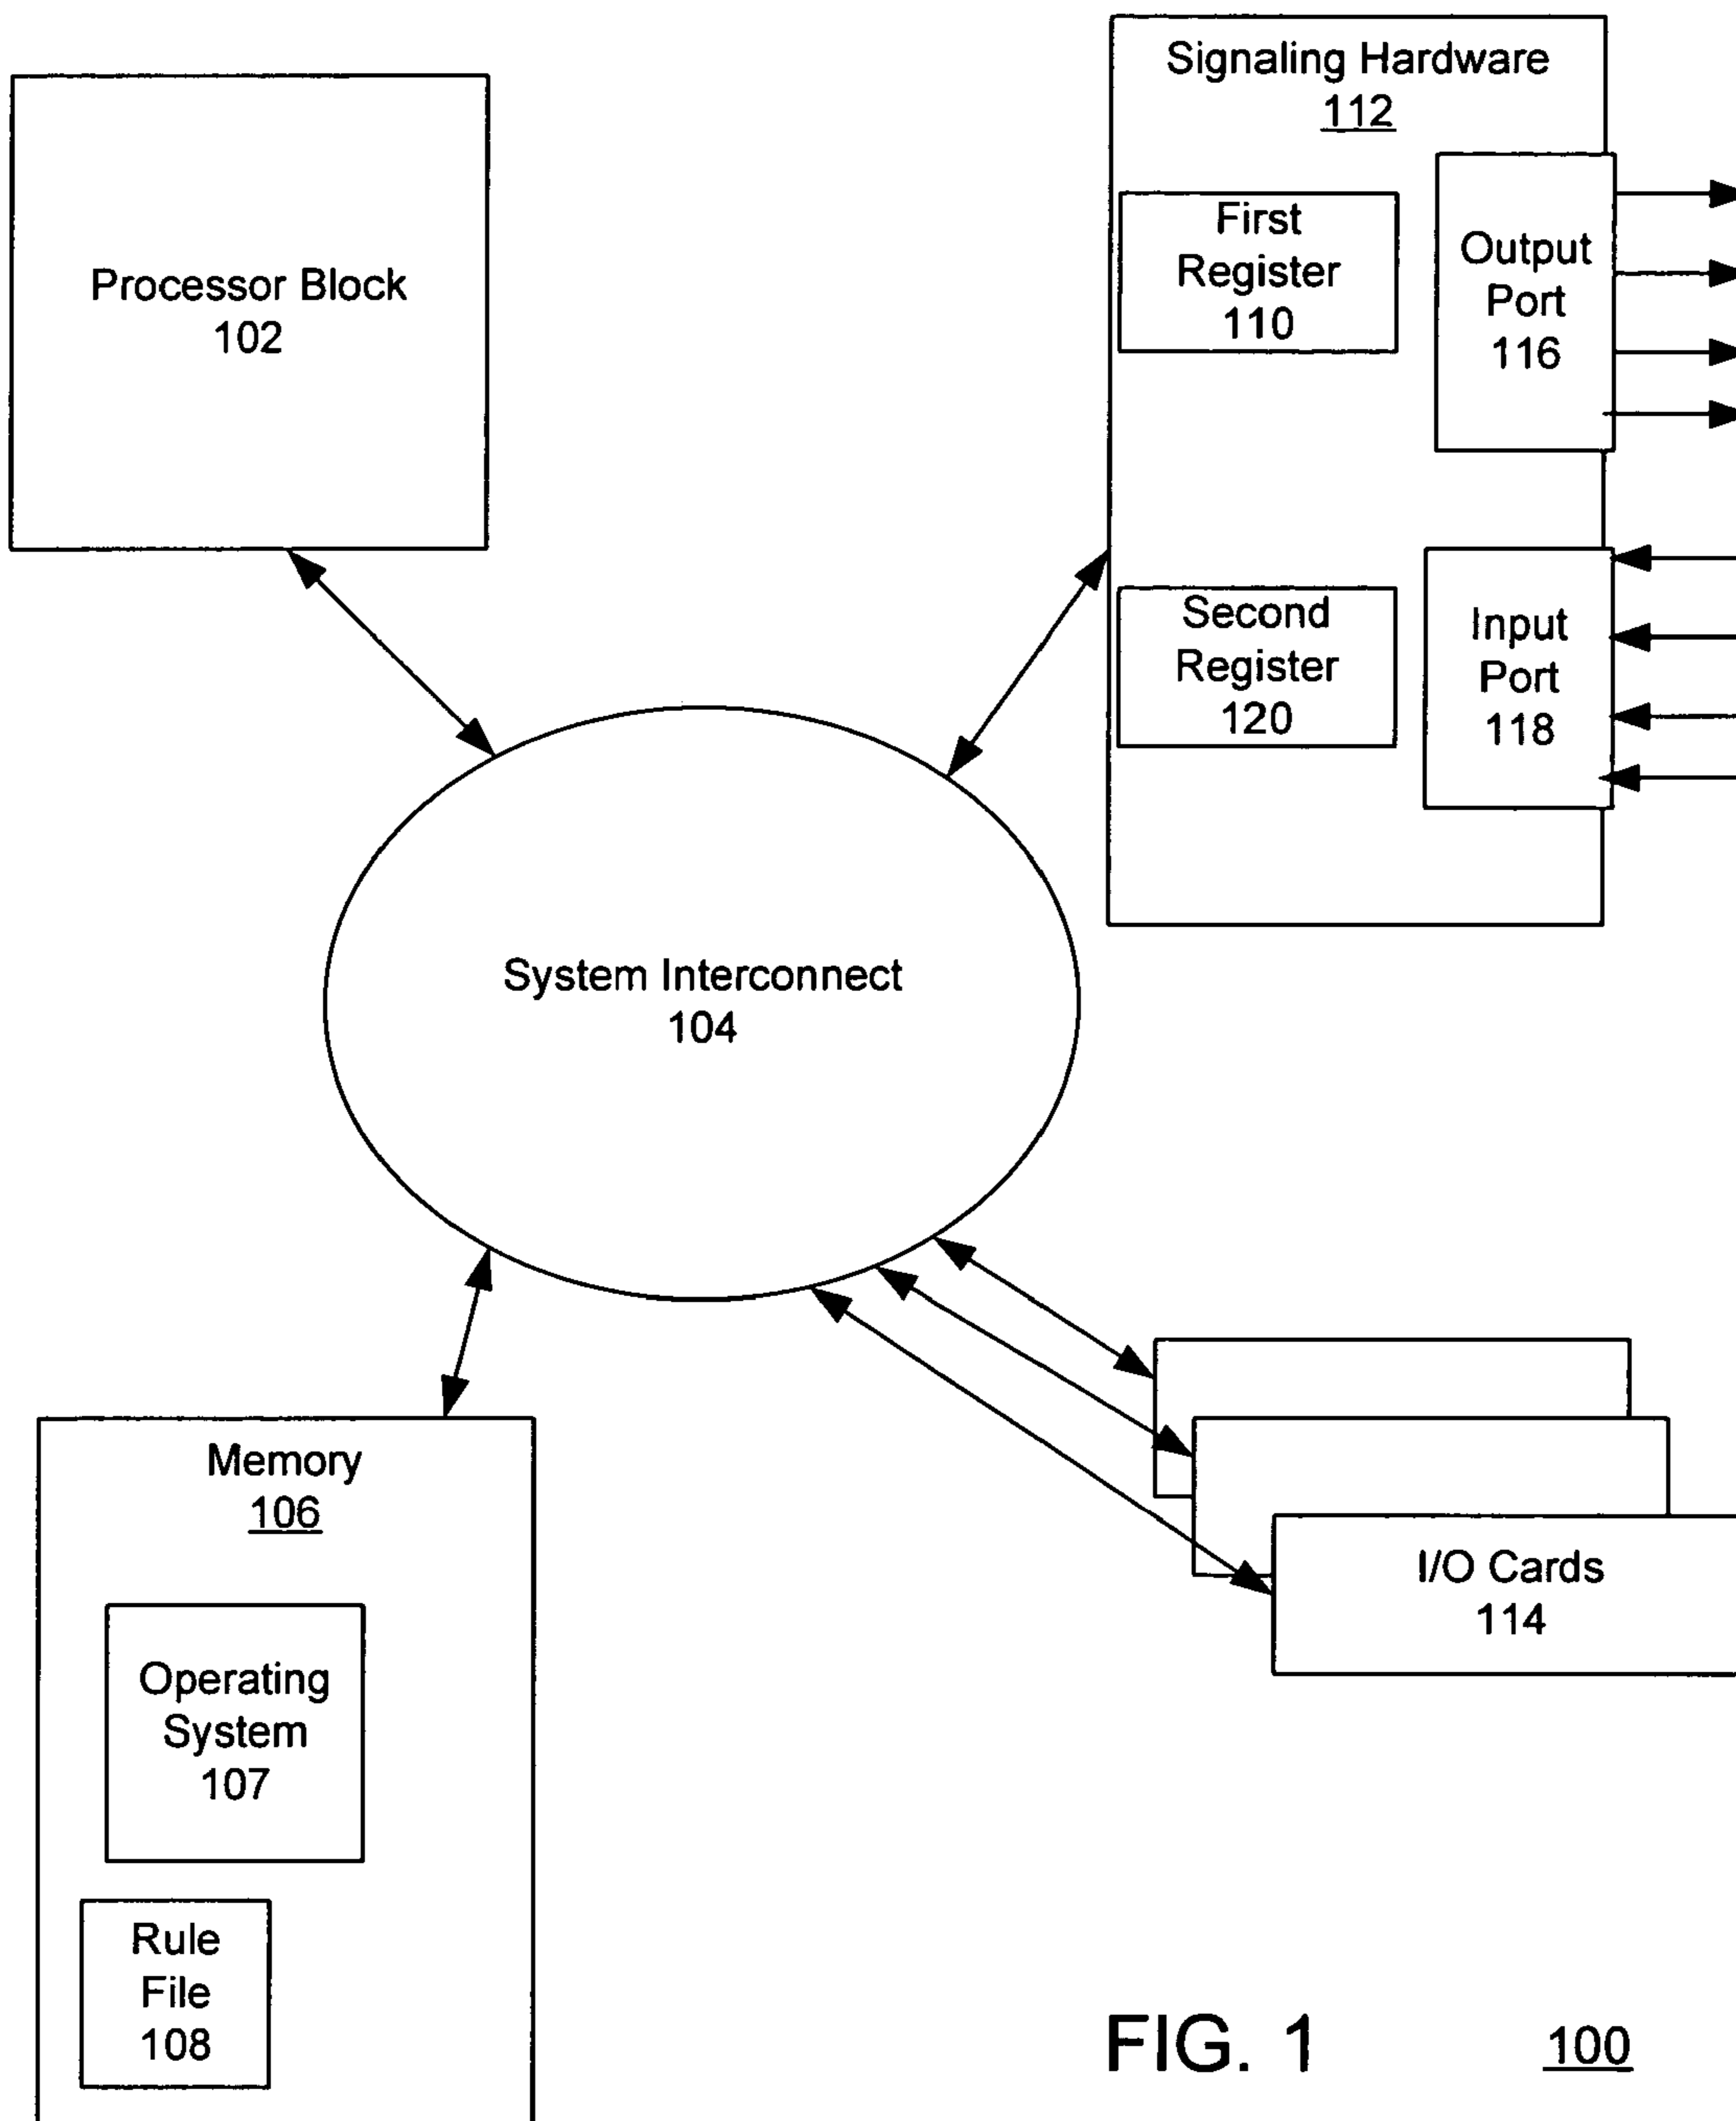 Processor Block
102
Signaling Hardware
112
First
Register
110
Output
Port
116
Second
Register
120
Input
Port
118
System Interconnect
104
Memory
106
Operating
System
107
Rule
File
108
I/O Cards
114
FIG. 1
100